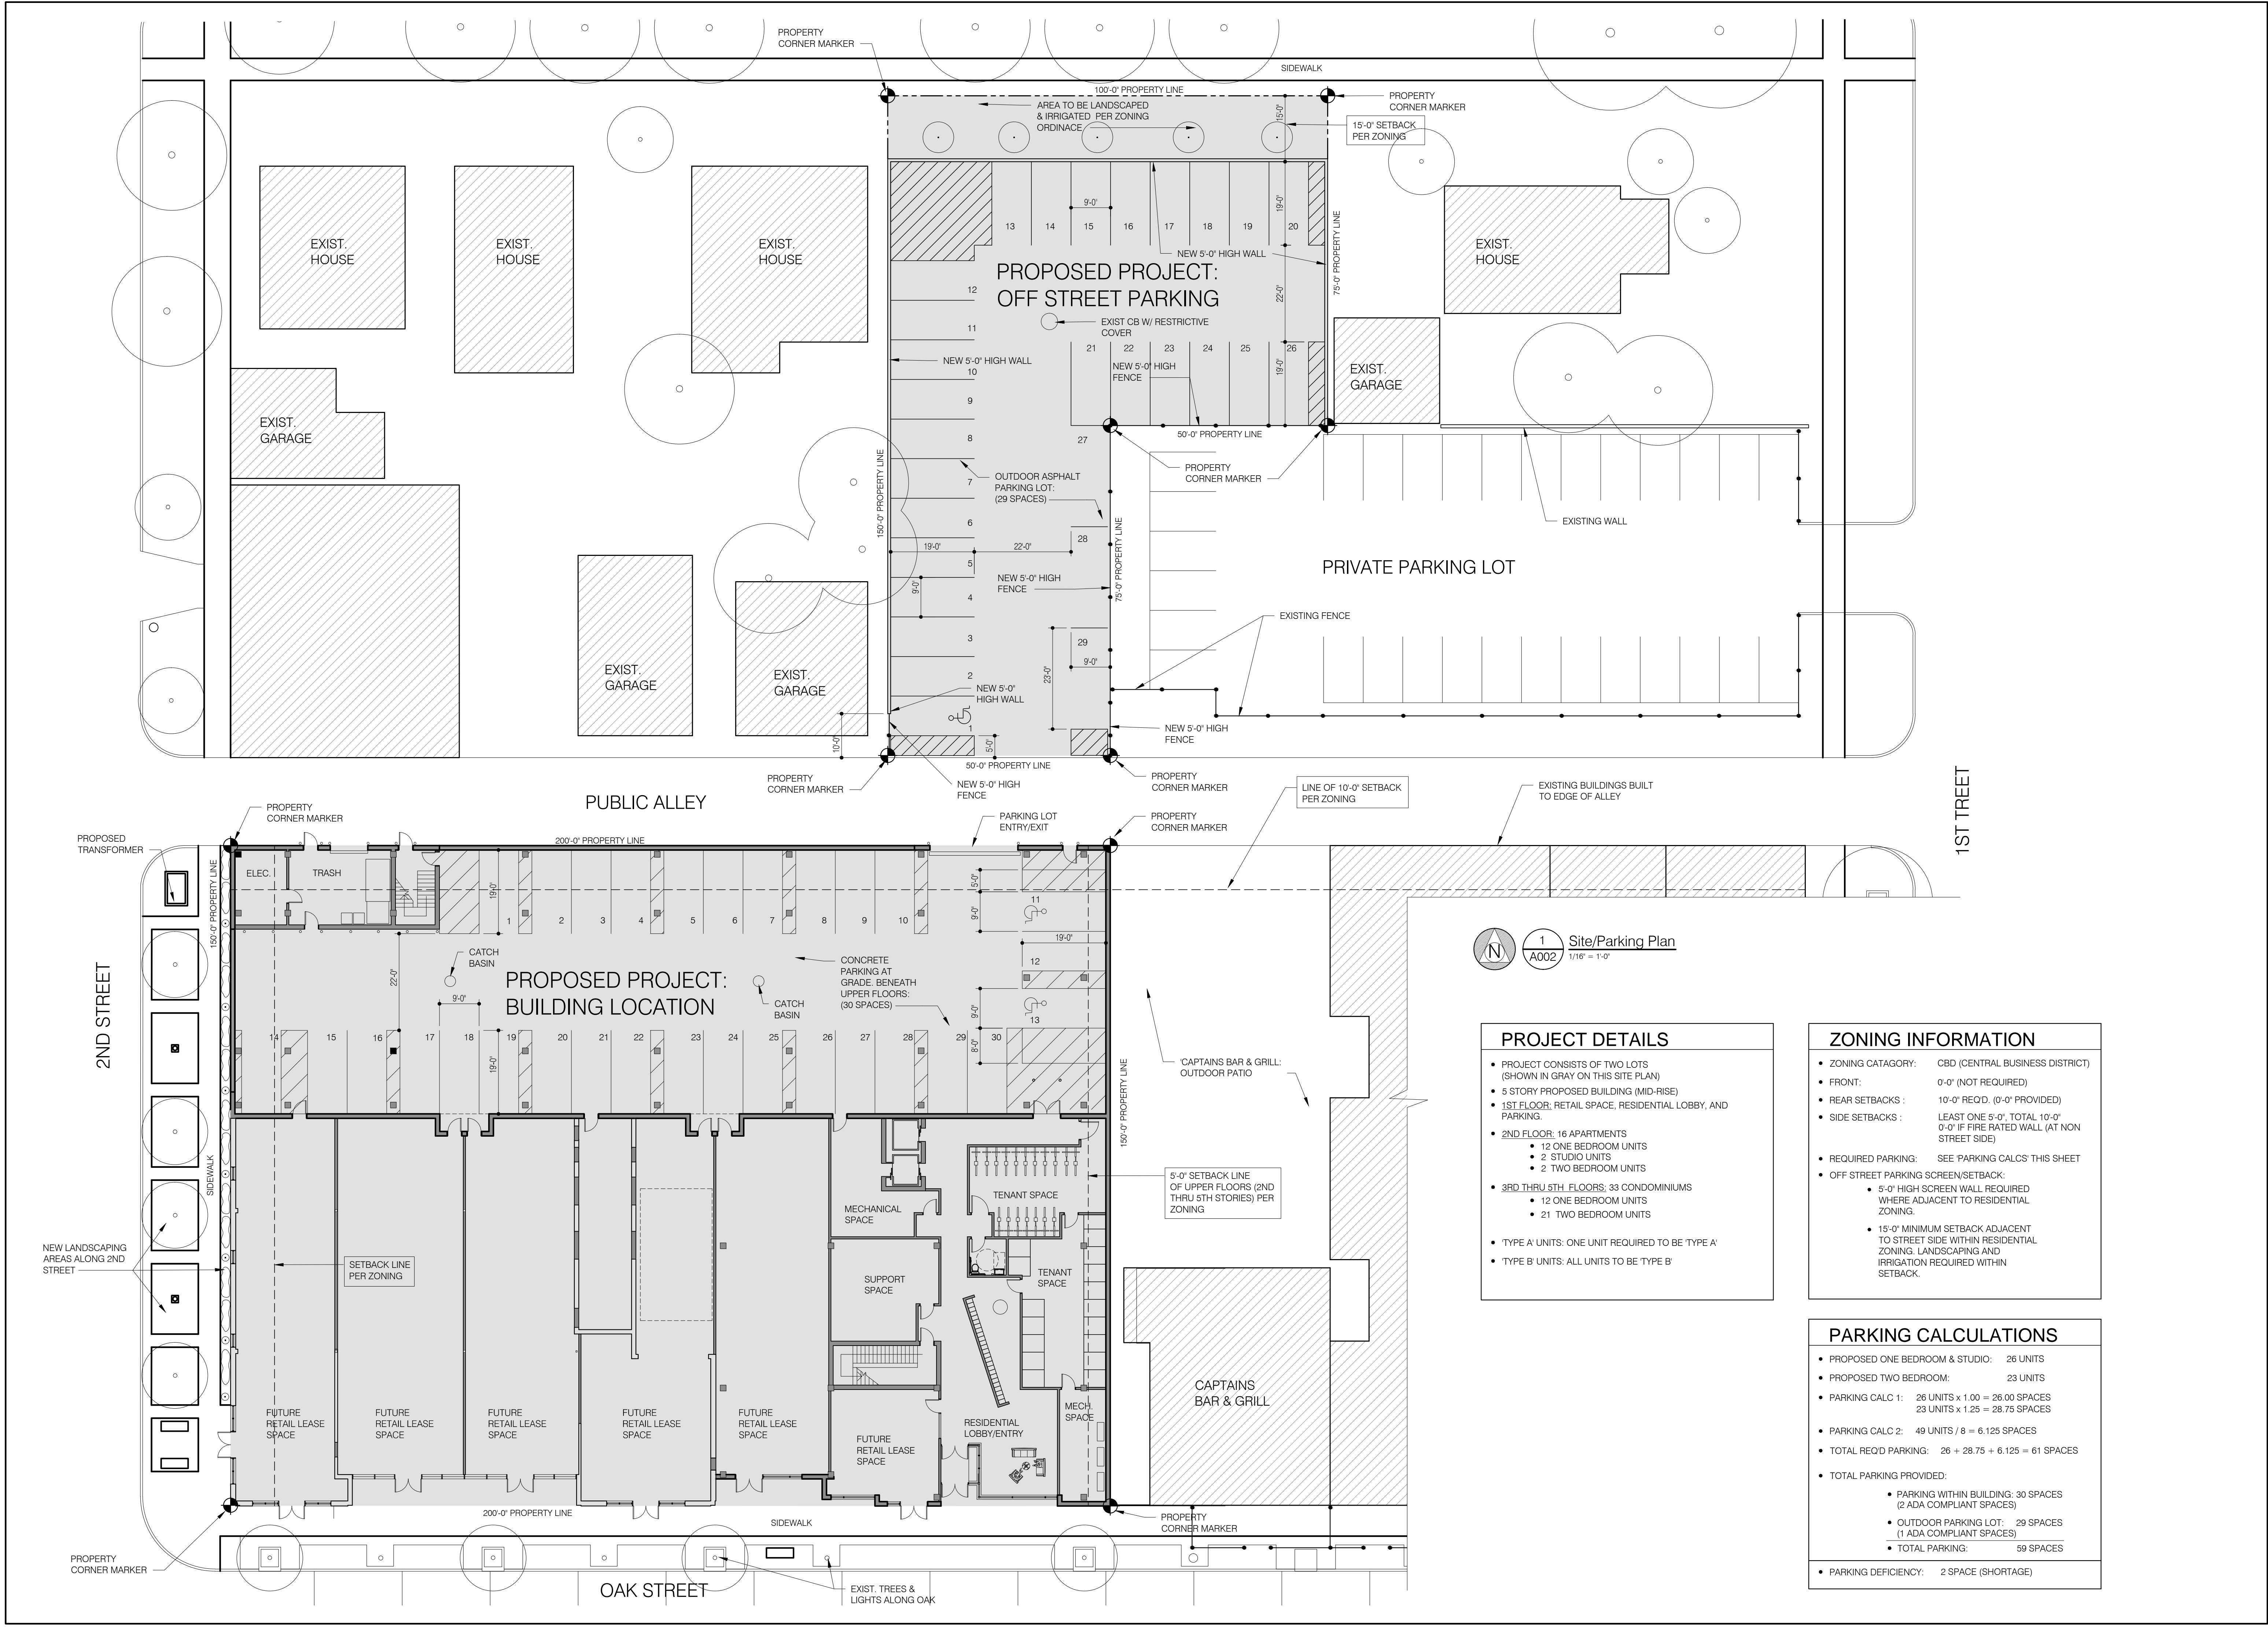 PROPERTY
CORNER MARKER
SIDEWALK
100'-0" PROPERTY LINE
AREA TO BE LANDSCAPED
& IRRIGATED PER ZONING
ORDINACE
15'-0"
PROPERTY
CORNER MARKER
15'-0" SETBACK
PER ZONING
EXIST.
HOUSE
EXIST.
HOUSE
EXIST.
HOUSE
9'-0"
19'-0"
13
14
15
16
17
18
19
20
75'-0" PROPERTY LINE
EXIST.
HOUSE
NEW 5'-0" HIGH WALL
PROPOSED PROJECT:
OFF STREET PARKING
12
22'-0"
EXIST CB W/ RESTRICTIVE
COVER
11
21
22
23
24
25
26
NEW 5'-0" HIGH WALL
10
NEW 5'-0" HIGH
FENCE
19'-0"
EXIST.
GARAGE
9
EXIST.
GARAGE
8
27
50'-0" PROPERTY LINE
150'-0" PROPERTY LINE
7
OUTDOOR ASPHALT
PARKING LOT:
(29 SPACES)
PROPERTY
CORNER MARKER
6
EXISTING WALL
28
19'-0"
22'-0"
5
75'-0" PROPERTY LINE
PRIVATE PARKING LOT
9'-0"
NEW 5'-0" HIGH
FENCE
4
EXISTING FENCE
3
29
9'-0"
23'-0"
EXIST.
GARAGE
EXIST.
GARAGE
2
NEW 5'-0"
HIGH WALL
1
10'-0"
5'-0"
NEW 5'-0" HIGH
FENCE
50'-0" PROPERTY LINE
PROPERTY
CORNER MARKER
NEW 5'-0" HIGH
FENCE
PROPERTY
CORNER MARKER
PUBLIC ALLEY
LINE OF 10'-0" SETBACK
PER ZONING
EXISTING BUILDINGS BUILT
TO EDGE OF ALLEY
1ST STREET
PROPERTY
CORNER MARKER
PARKING LOT
ENTRY/EXIT
PROPERTY
CORNER MARKER
PROPOSED
TRANSFORMER
200'-0" PROPERTY LINE
150'-0" PROPERTY LINE
ELEC.
TRASH
19'-0"
5'-0"
1
2
3
4
5
6
7
8
9
10
11
9'-0"
19'-0"
CATCH
BASIN
CONCRETE
PARKING AT
GRADE. BENEATH
UPPER FLOORS:
(30 SPACES)
12
22'-0"
PROPOSED PROJECT:
BUILDING LOCATION
9'-0"
CATCH
BASIN
9'-0"
13
2ND STREET
14
15
16
17
18
19
20
21
22
23
24
25
26
27
28
29
30
19'-0"
8'-0"
'CAPTAINS BAR & GRILL:
OUTDOOR PATIO
150'-0" PROPERTY LINE
SIDEWALK
5'-0" SETBACK LINE
OF UPPER FLOORS (2ND
THRU 5TH STORIES) PER
ZONING
TENANT SPACE
MECHANICAL
SPACE
NEW LANDSCAPING
AREAS ALONG 2ND
STREET
SETBACK LINE
PER ZONING
SUPPORT
SPACE
TENANT
SPACE
CAPTAINS
BAR & GRILL
FUTURE
RETAIL LEASE
SPACE
FUTURE
RETAIL LEASE
SPACE
FUTURE
RETAIL LEASE
SPACE
FUTURE
RETAIL LEASE
SPACE
FUTURE
RETAIL LEASE
SPACE
FUTURE
RETAIL LEASE
SPACE
RESIDENTIAL
LOBBY/ENTRY
MECH.
SPACE
200'-0" PROPERTY LINE
SIDEWALK
PROPERTY
CORNER MARKER
PROPERTY
CORNER MARKER
OAK STREET
EXIST. TREES &
LIGHTS ALONG OAK
N
1
A002
Site/Parking Plan
1/16" = 1'-0"
PROJECT DETAILS
• PROJECT CONSISTS OF TWO LOTS
(SHOWN IN GRAY ON THIS SITE PLAN)
• 5 STORY PROPOSED BUILDING (MID-RISE)
• 1ST FLOOR: RETAIL SPACE, RESIDENTIAL LOBBY, AND
PARKING.
• 2ND FLOOR: 16 APARTMENTS
• 12 ONE BEDROOM UNITS
• 2 STUDIO UNITS
• 2 TWO BEDROOM UNITS
• 3RD THRU 5TH FLOORS: 33 CONDOMINIUMS
• 12 ONE BEDROOM UNITS
• 21 TWO BEDROOM UNITS
• 'TYPE A' UNITS: ONE UNIT REQUIRED TO BE 'TYPE A'
• 'TYPE B' UNITS: ALL UNITS TO BE 'TYPE B'
ZONING INFORMATION
• ZONING CATAGORY: CBD (CENTRAL BUSINESS DISTRICT)
• FRONT: 0'-0" (NOT REQUIRED)
• REAR SETBACKS : 10'-0" REQ'D. (0'-0" PROVIDED)
• SIDE SETBACKS : LEAST ONE 5'-0", TOTAL 10'-0"
0'-0" IF FIRE RATED WALL (AT NON
STREET SIDE)
• REQUIRED PARKING: SEE 'PARKING CALCS' THIS SHEET
• OFF STREET PARKING SCREEN/SETBACK:
• 5'-0" HIGH SCREEN WALL REQUIRED
WHERE ADJACENT TO RESIDENTIAL
ZONING.
• 15'-0" MINIMUM SETBACK ADJACENT
TO STREET SIDE WITHIN RESIDENTIAL
ZONING. LANDSCAPING AND
IRRIGATION REQUIRED WITHIN
SETBACK.
PARKING CALCULATIONS
• PROPOSED ONE BEDROOM & STUDIO: 26 UNITS
• PROPOSED TWO BEDROOM: 23 UNITS
• PARKING CALC 1: 26 UNITS x 1.00 = 26.00 SPACES
23 UNITS x 1.25 = 28.75 SPACES
• PARKING CALC 2: 49 UNITS / 8 = 6.125 SPACES
• TOTAL REQ'D PARKING: 26 + 28.75 + 6.125 = 61 SPACES
• TOTAL PARKING PROVIDED:
• PARKING WITHIN BUILDING: 30 SPACES
(2 ADA COMPLIANT SPACES)
• OUTDOOR PARKING LOT: 29 SPACES
(1 ADA COMPLIANT SPACES)
• TOTAL PARKING: 59 SPACES
• PARKING DEFICIENCY: 2 SPACE (SHORTAGE)